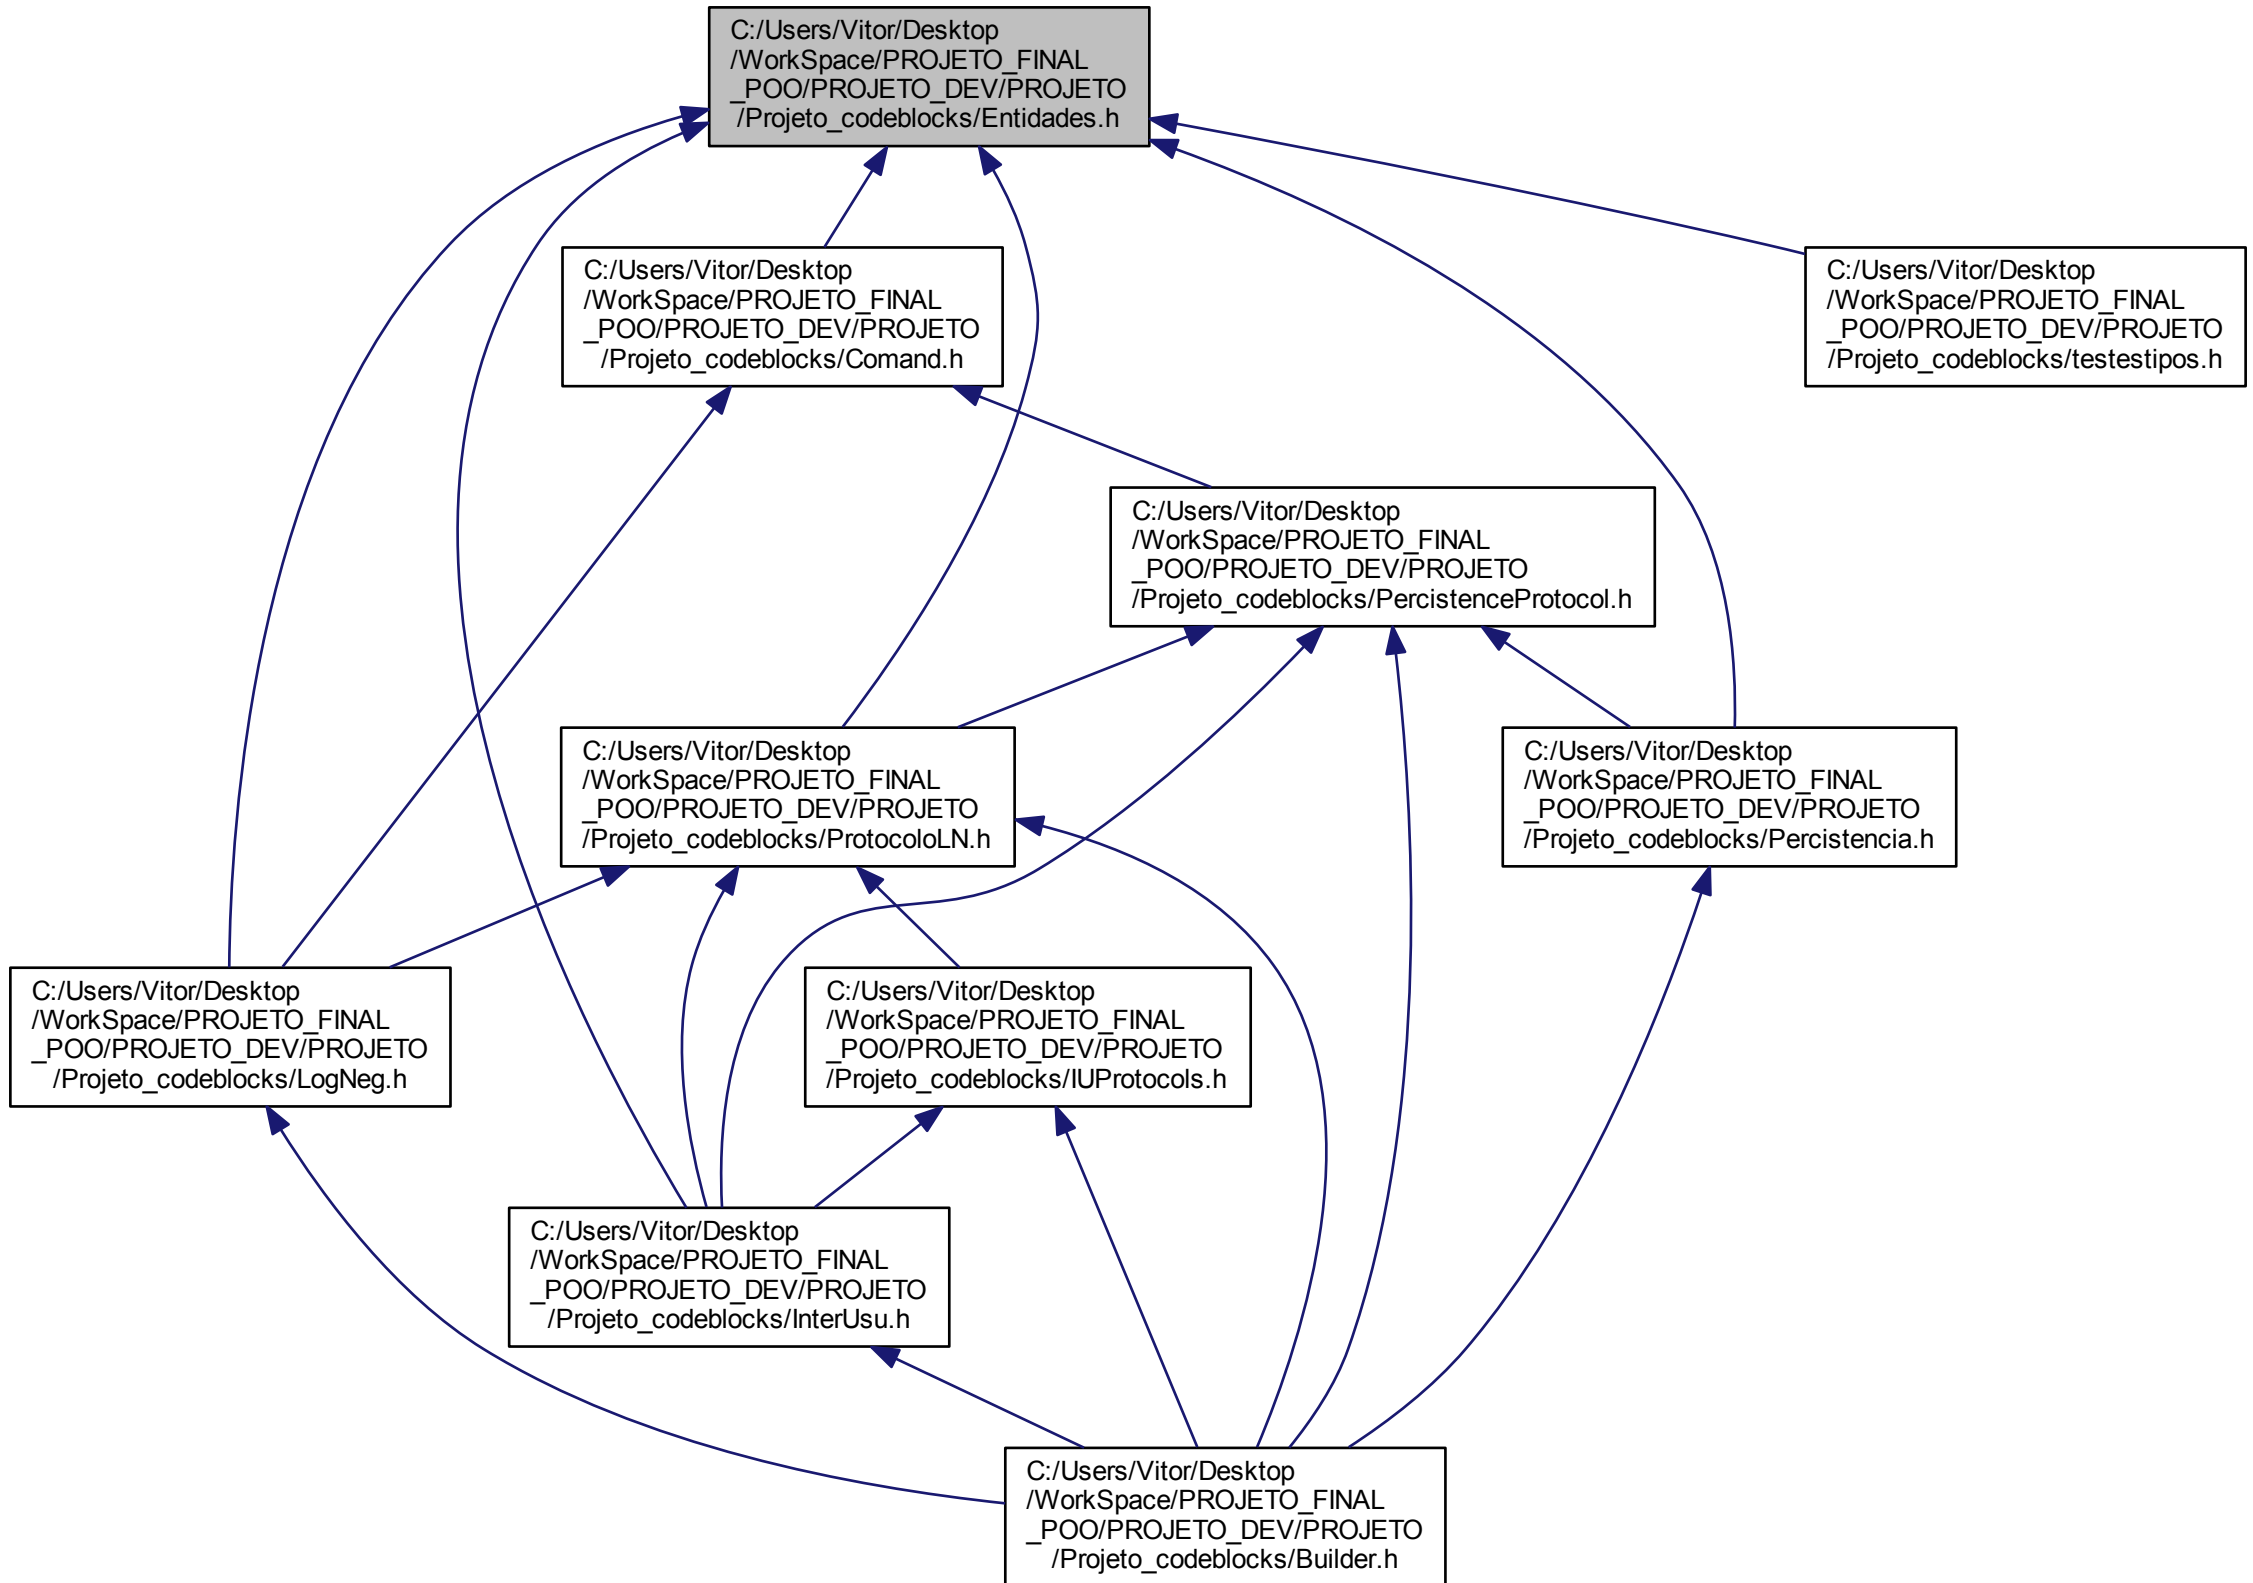 C:/Users/Vitor/Desktop
/WorkSpace/PROJETO_FINAL
_POO/PROJETO_DEV/PROJETO
/Projeto_codeblocks/Entidades.h
C:/Users/Vitor/Desktop
/WorkSpace/PROJETO_FINAL
_POO/PROJETO_DEV/PROJETO
/Projeto_codeblocks/Comand.h
C:/Users/Vitor/Desktop
/WorkSpace/PROJETO_FINAL
_POO/PROJETO_DEV/PROJETO
/Projeto_codeblocks/testestipos.h
C:/Users/Vitor/Desktop
/WorkSpace/PROJETO_FINAL
_POO/PROJETO_DEV/PROJETO
/Projeto_codeblocks/PercistenceProtocol.h
C:/Users/Vitor/Desktop
/WorkSpace/PROJETO_FINAL
_POO/PROJETO_DEV/PROJETO
/Projeto_codeblocks/ProtocoloLN.h
C:/Users/Vitor/Desktop
/WorkSpace/PROJETO_FINAL
_POO/PROJETO_DEV/PROJETO
/Projeto_codeblocks/Percistencia.h
C:/Users/Vitor/Desktop
/WorkSpace/PROJETO_FINAL
_POO/PROJETO_DEV/PROJETO
/Projeto_codeblocks/LogNeg.h
C:/Users/Vitor/Desktop
/WorkSpace/PROJETO_FINAL
_POO/PROJETO_DEV/PROJETO
/Projeto_codeblocks/IUProtocols.h
C:/Users/Vitor/Desktop
/WorkSpace/PROJETO_FINAL
_POO/PROJETO_DEV/PROJETO
/Projeto_codeblocks/InterUsu.h
C:/Users/Vitor/Desktop
/WorkSpace/PROJETO_FINAL
_POO/PROJETO_DEV/PROJETO
/Projeto_codeblocks/Builder.h